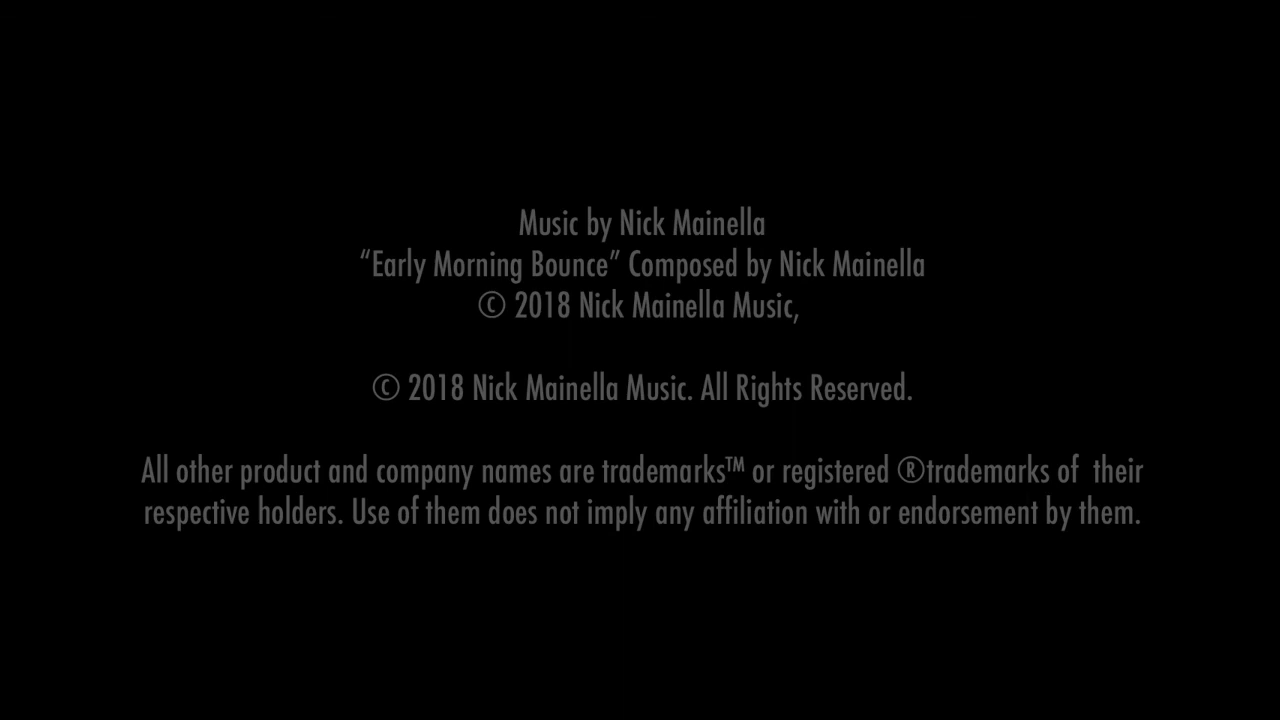 Music by Nick Mainella
“Early Morning Bounce” Composed by Nick Mainella
© 2018 Nick Mainella Music,
© 2018 Nick Mainella Music. All Rights Reserved.
All other product and company names are trademarks™ or registered ®trademarks of  their
respective holders. Use of them does not imply any affiliation with or endorsement by them.